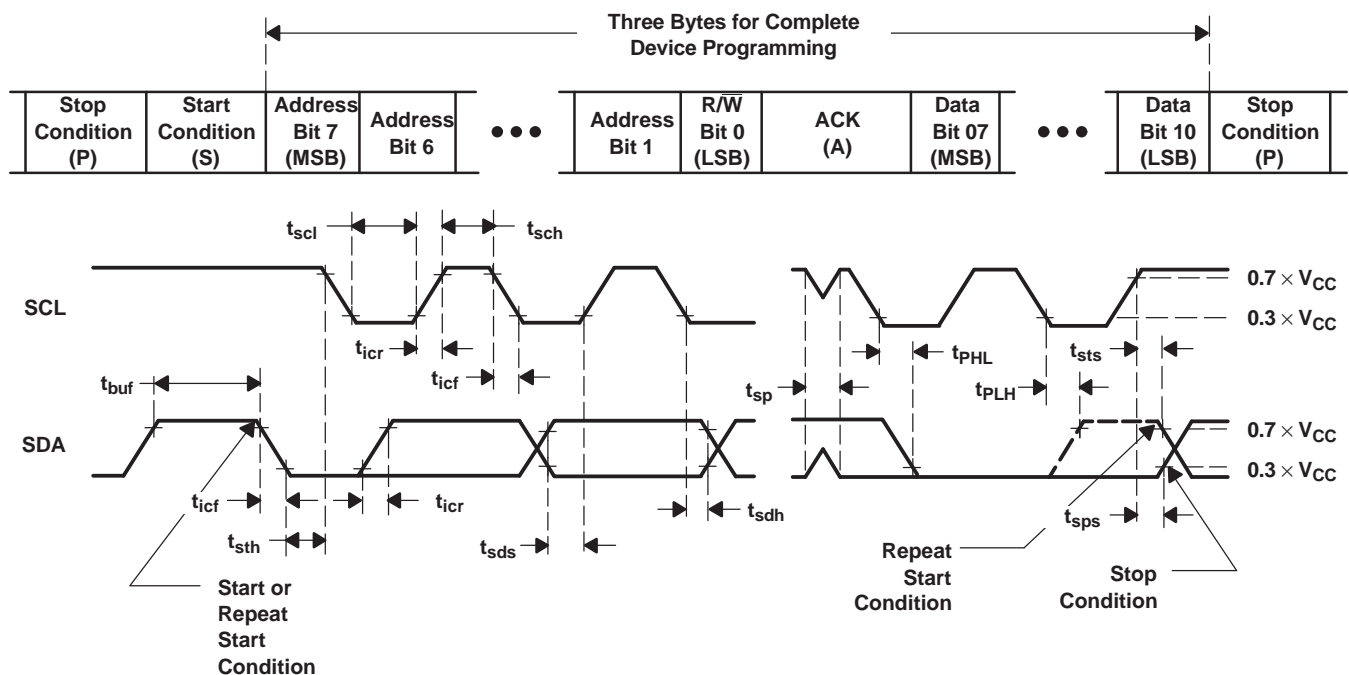 Three Bytes for Complete
Device Programming
Stop
Condition
(P)
Start
Condition
(S)
Address
Bit 7
(MSB)
Address
Bit 6
•••
Address
Bit 1
R/W̅
Bit 0
(LSB)
ACK
(A)
Data
Bit 07
(MSB)
•••
Data
Bit 10
(LSB)
Stop
Condition
(P)
tscl
tsch
SCL
0.7 × VCC
0.3 × VCC
ticr
ticf
tPHL
tsts
tbuf
tsp
tPLH
SDA
0.7 × VCC
0.3 × VCC
ticf
ticr
tsdh
tsth
tsds
tsps
Start or
Repeat
Start
Condition
Repeat
Start
Condition
Stop
Condition